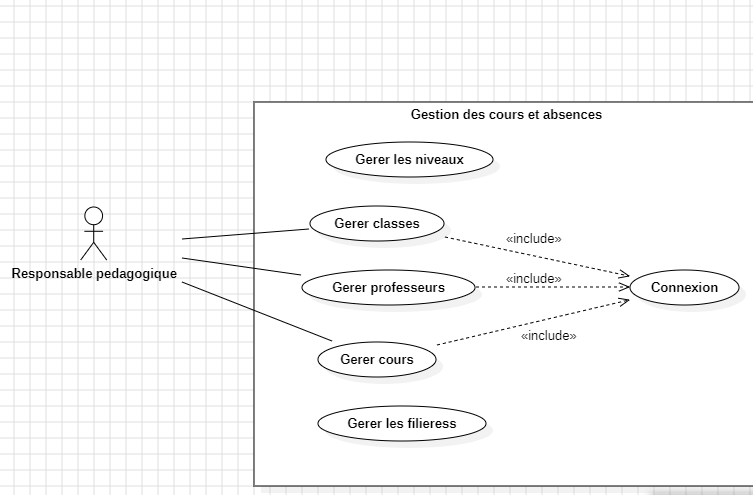 Gestion des cours et absences
Gerer les niveaux
Gerer classes
«include»
Responsable pedagogique
Gerer professeurs
«include»
Connexion
«include»
Gerer cours
Gerer les filieress